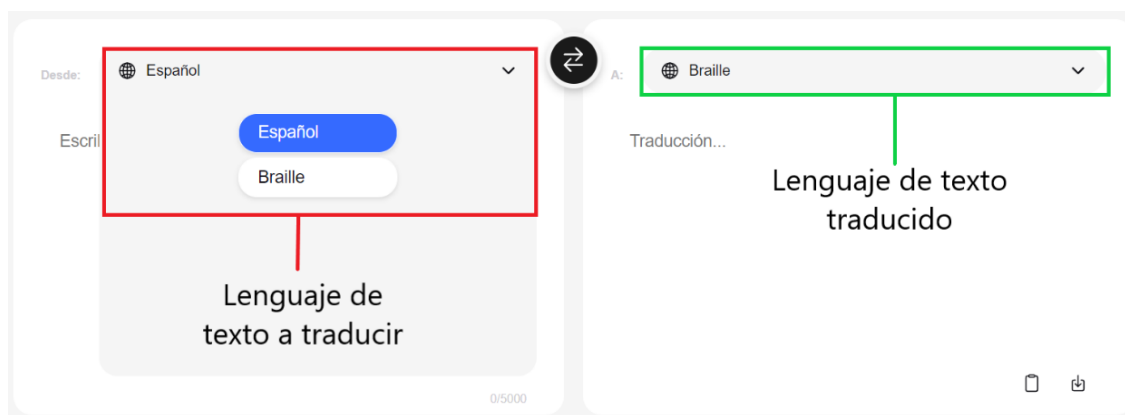 Desde:
Español
Español
Braille
Escri
Lenguaje de
texto a traducir
0/5000
A:
Braille
Traducción...
Lenguaje de texto
traducido